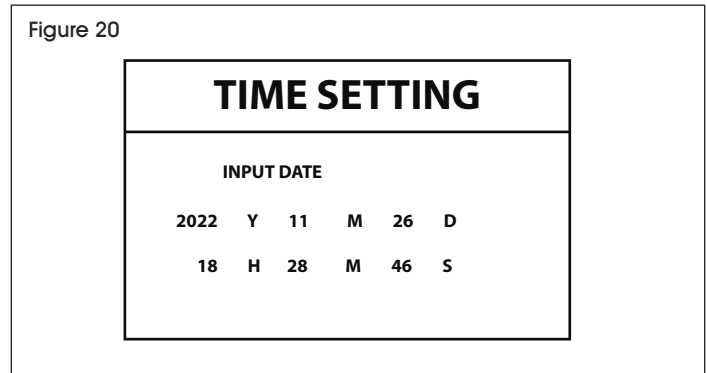 Figure 20
TIME SETTING
INPUT DATE
2022 Y 11 M 26 D
18 H 28 M 46 S